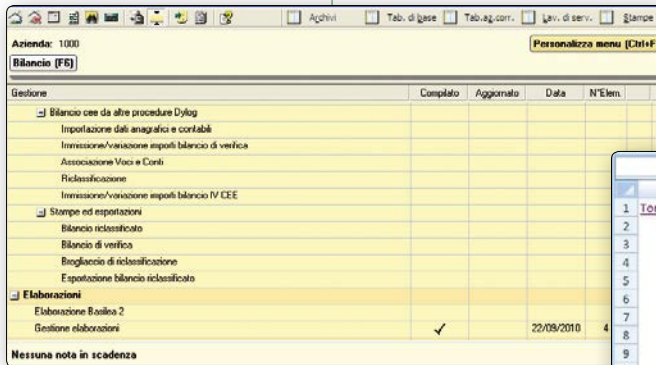 Archivi Tab. di base Tab.az.corr. Lav. di serv. Stampe
Azienda: 1000 Personalizza menu (Ctrl+F
Bilancio (F6)
Gestione Compilato Aggiornato Data N°Elem.
Bilancio cee da altre procedure Dylog
Importazione dati anagrafici e contabili
Immissione/variazione importi bilancio di verifica
Associazione Voci e Conti
Riclassificazione
Immissione/variazione importi bilancio IV CEE
Stampe ed esportazioni
Bilancio riclassificato
Bilancio di verifica
Brogliaccio di riclassificazione
Esportazione bilancio riclassificato
Elaborazioni
Elaborazione Basilea 2
Gestione elaborazioni ✓ 22/09/2010 4
Nessuna nota in scadenza
1 Tor
2
3
4
5
6
7
8
9